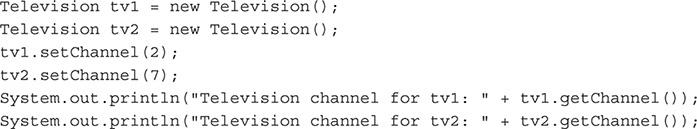 Television tv1 = new Television();
Television tv2 = new Television();
tv1.setChannel(2);
tv2.setChannel(7);
System.out.println("Television channel for tv1: " + tv1.getChannel());
System.out.println("Television channel for tv2: " + tv2.getChannel());